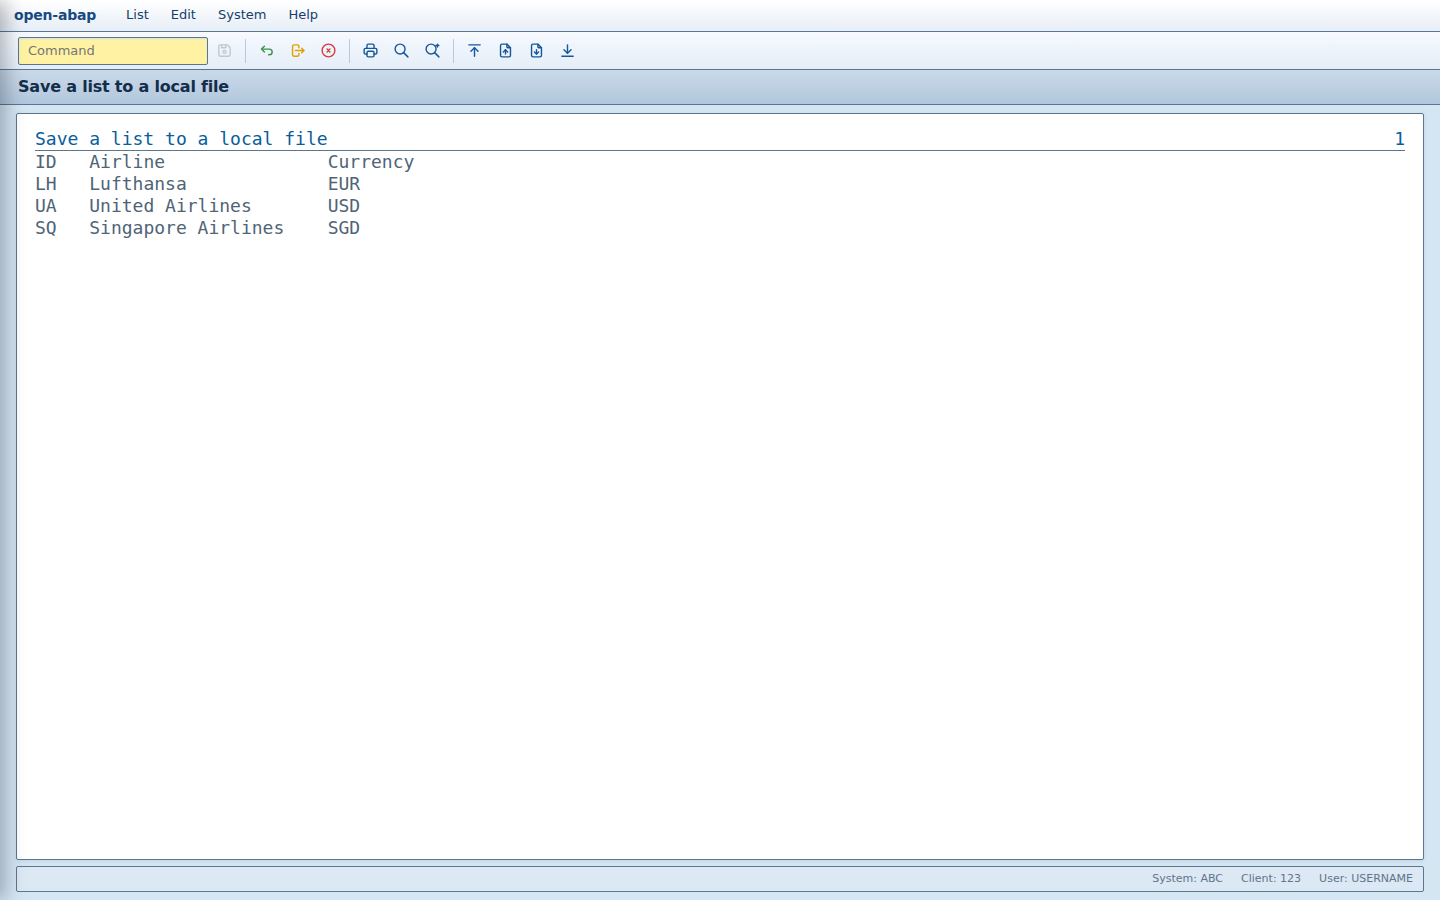 open-abap List Edit System Help
Command
Save a list to a local file
Save a list to a local file 1
ID Airline Currency
LH Lufthansa EUR
UA United Airlines USD
SQ Singapore Airlines SGD
System: ABC Client: 123 User: USERNAME